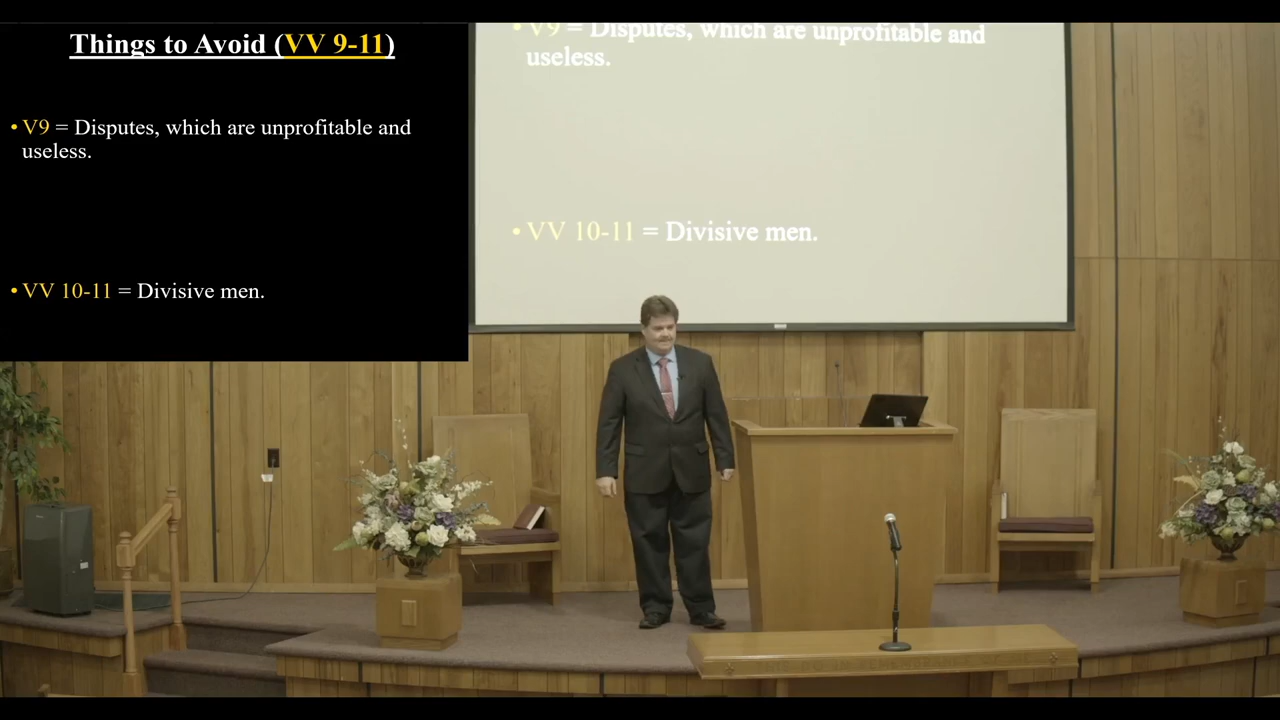 Things to Avoid (VV 9-11)
• V9 = Disputes, which are unprofitable and
useless.
• VV 10-11 = Divisive men.
• V9 = Disputes, which are unprofitable and
useless.
• VV 10-11 = Divisive men.